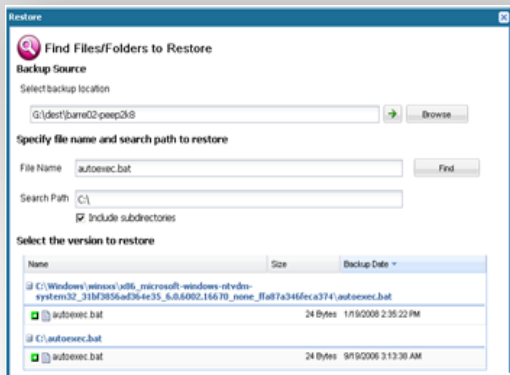 Restore
Find Files/Folders to Restore
Backup Source
Select backup location
G:\dest\barre02-peep2k8
Browse
Specify file name and search path to restore
File Name autoexec.bat Find
Search Path C:\
Include subdirectories
Select the version to restore
Name Size Backup Date
C:\Windows\winsxs\x86_microsoft-windows-ntvdm-
system32_31bf3856ad364e35_6.0.6002.16670_none_ffa87a346feca374\autoexec.bat
autoexec.bat 24 Bytes 1/19/2008 2:35:22 PM
C:\autoexec.bat
autoexec.bat 24 Bytes 9/19/2006 3:13:38 AM